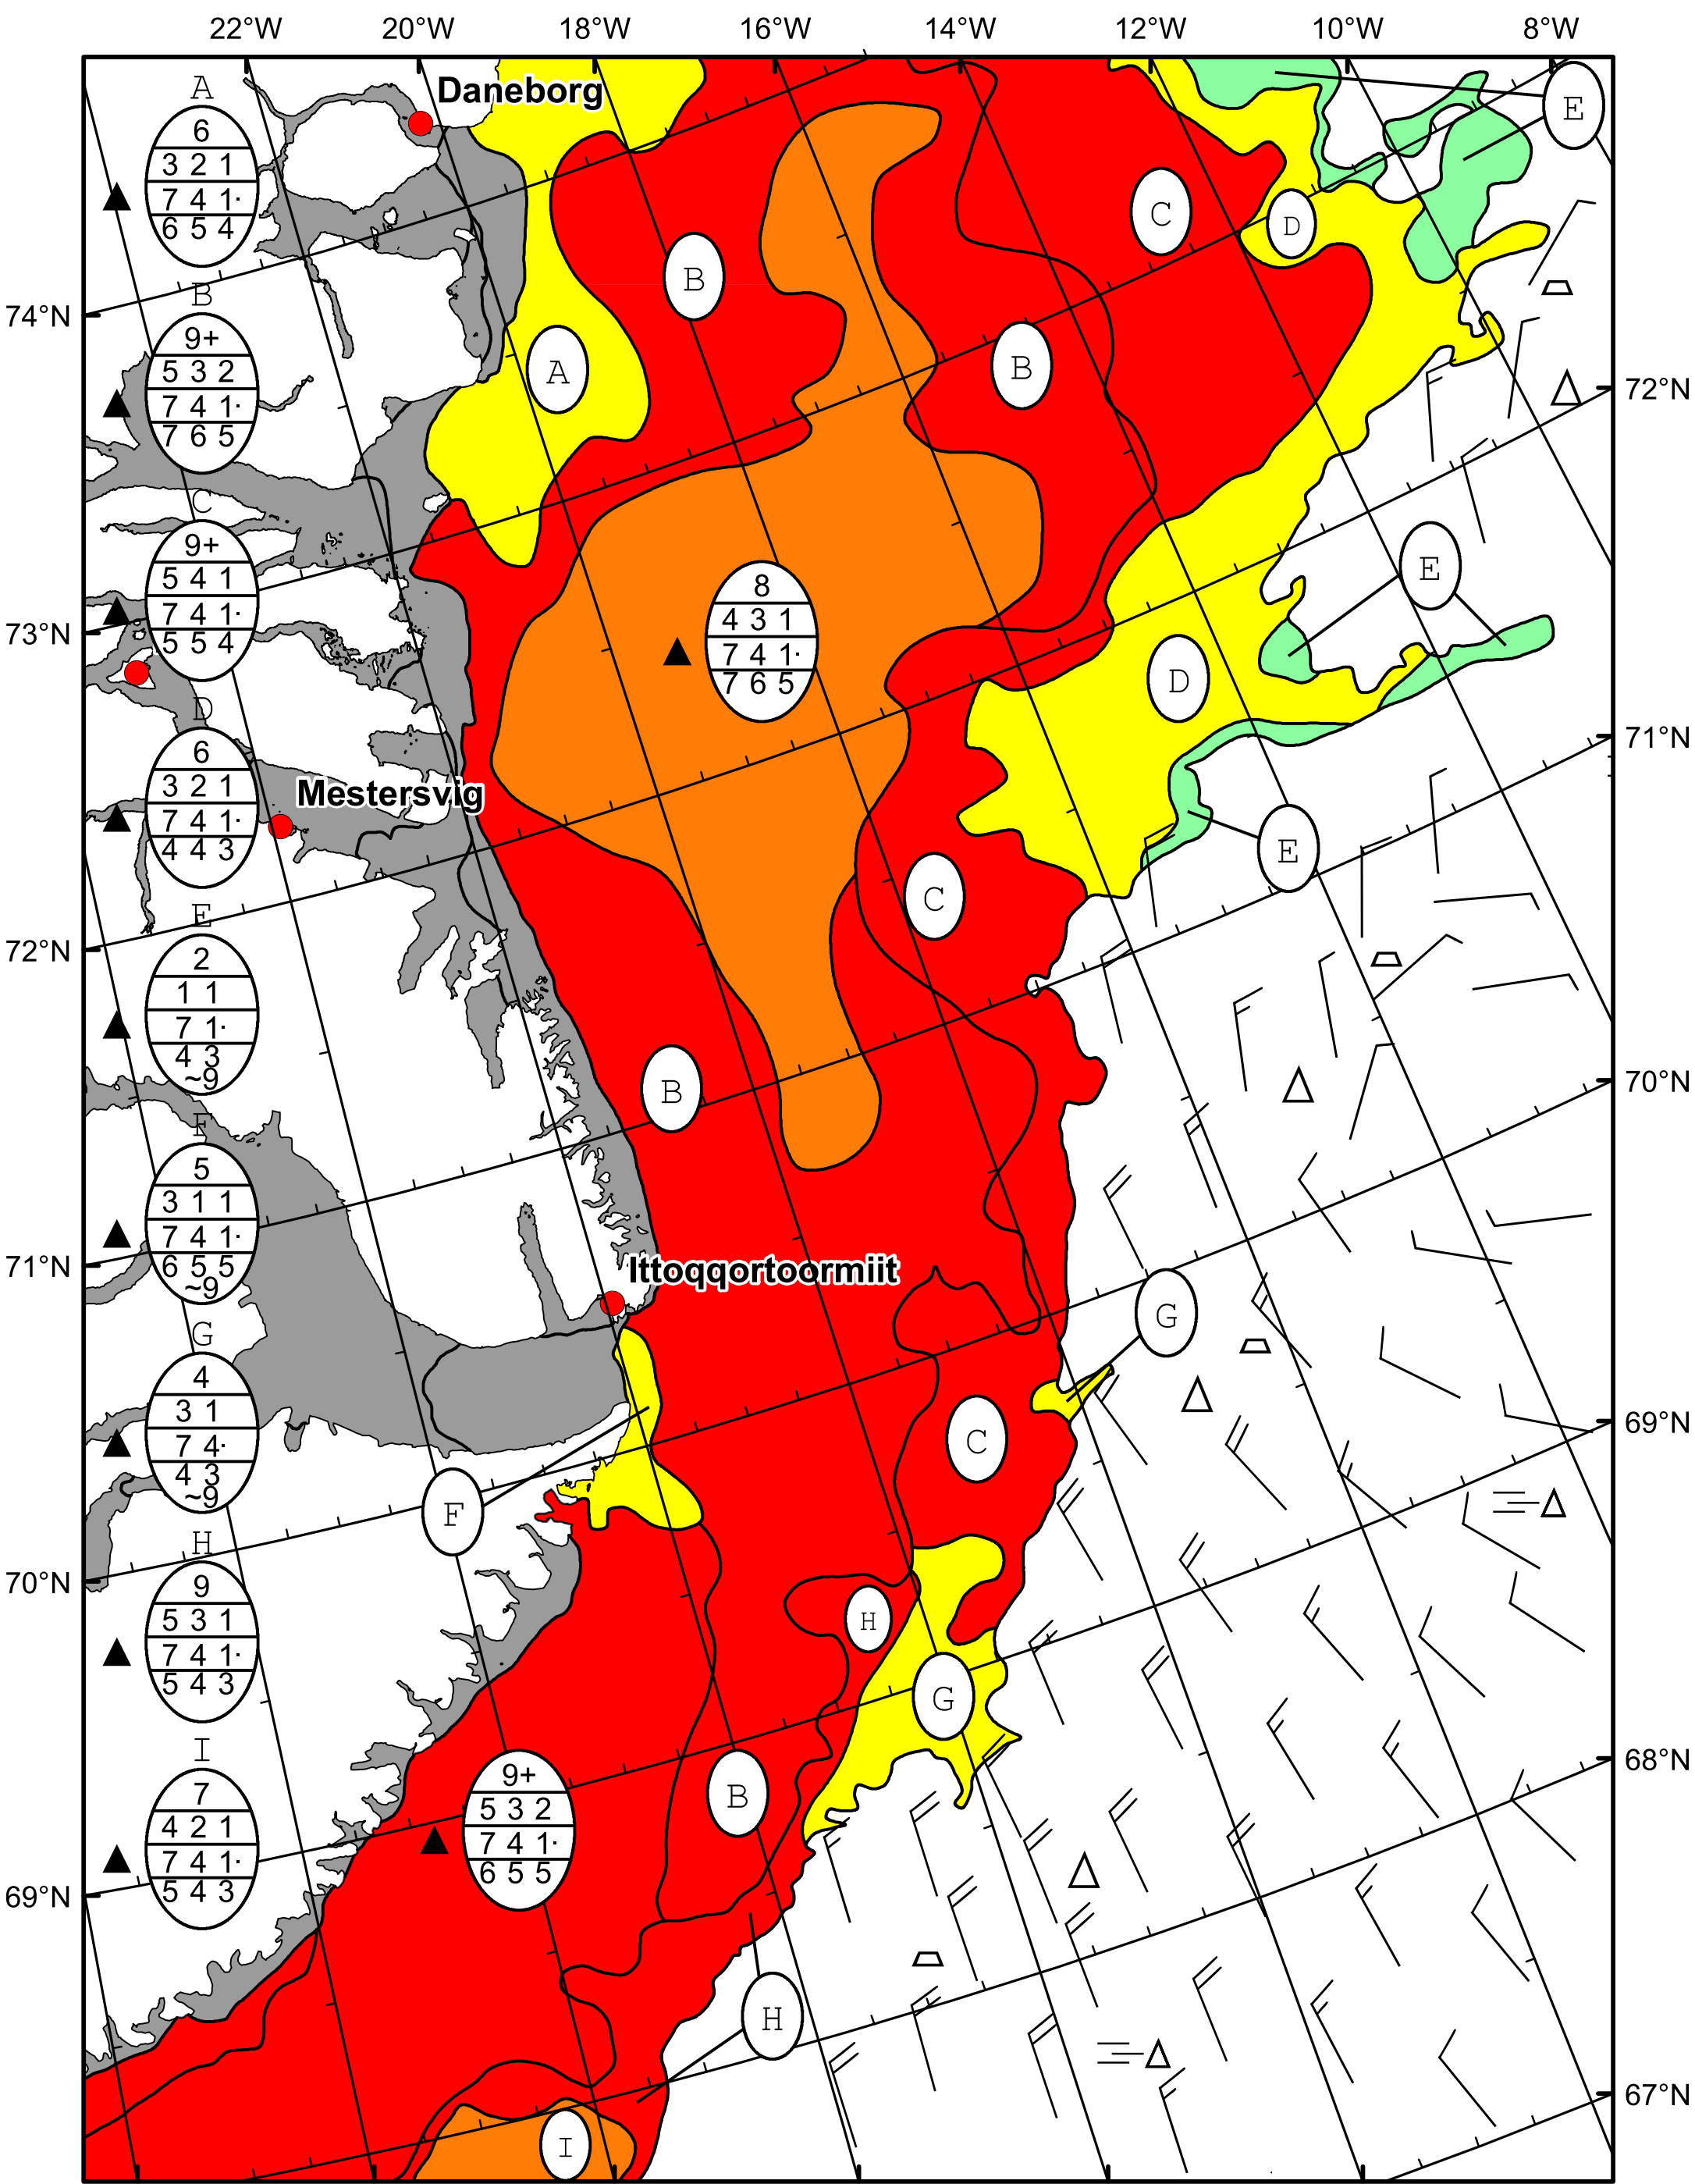 22°W 20°W 18°W 16°W 14°W 12°W 10°W 8°W
Daneborg
Mestersvig
Ittoqqortoormiit
74°N
73°N
72°N
71°N
70°N
69°N
72°N
71°N
70°N
69°N
68°N
67°N
A
6
3 2 1
7 4 1·
6 5 4
B
9+
5 3 2
7 4 1·
7 6 5
C
9+
5 4 1
7 4 1·
5 5 4
D
6
3 2 1
7 4 1·
4 4 3
E
2
1 1
7 1·
4 3
~9
F
5
3 1 1
7 4 1·
6 5 5
~9
G
4
3 1
7 4·
4 3
~9
H
9
5 3 1
7 4 1·
5 4 3
I
7
4 2 1
7 4 1·
5 4 3
8
4 3 1
7 4 1·
7 6 5
9+
5 3 2
7 4 1·
6 5 5
E
C
D
B
A
B
E
D
E
C
B
G
C
F
H
G
B
H
I